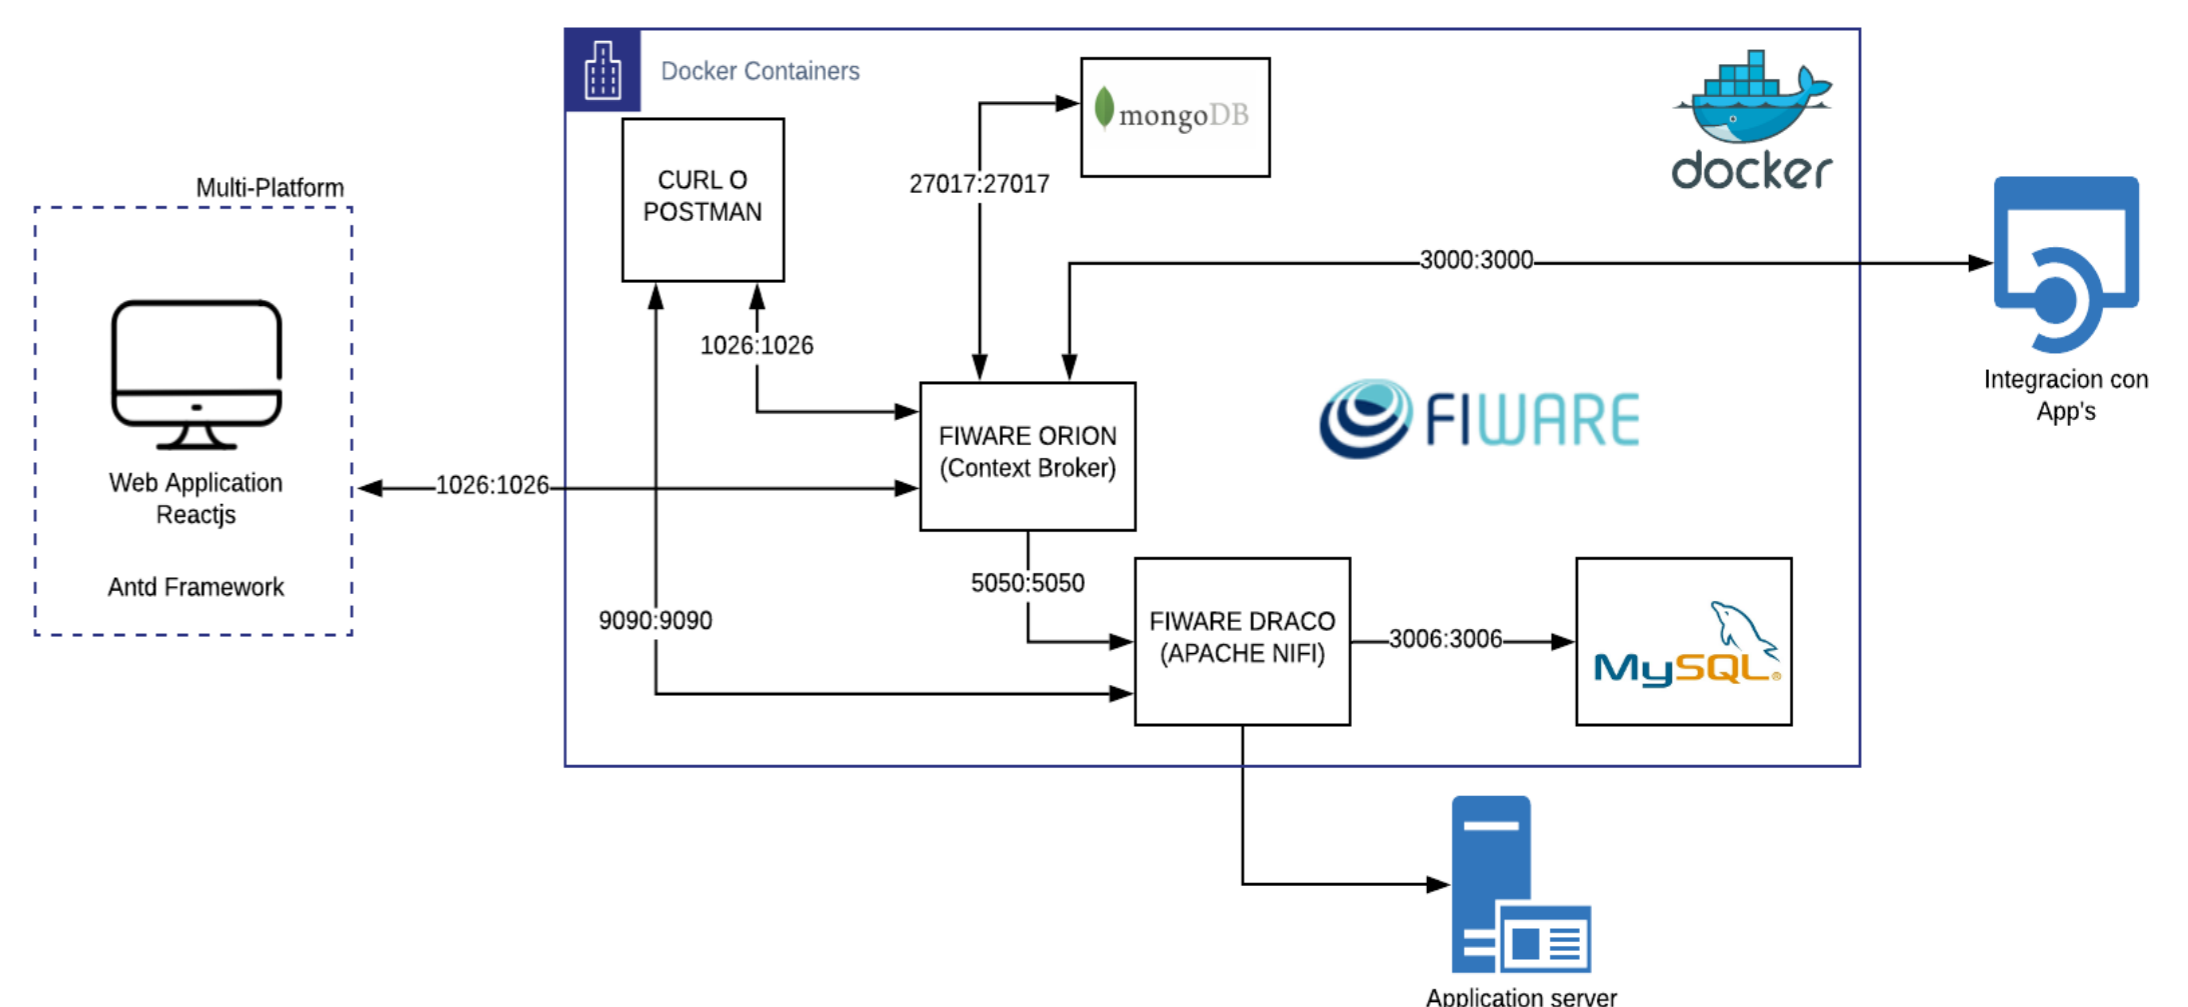 Docker Containers
mongoDB
docker
CURL O
POSTMAN
27017:27017
Multi-Platform
3000:3000
1026:1026
Integracion con
App's
FIWARE
FIWARE ORION
(Context Broker)
Web Application
Reactjs
1026:1026
Antd Framework
5050:5050
9090:9090
FIWARE DRACO
(APACHE NIFI)
3006:3006
MySQL®
Application server